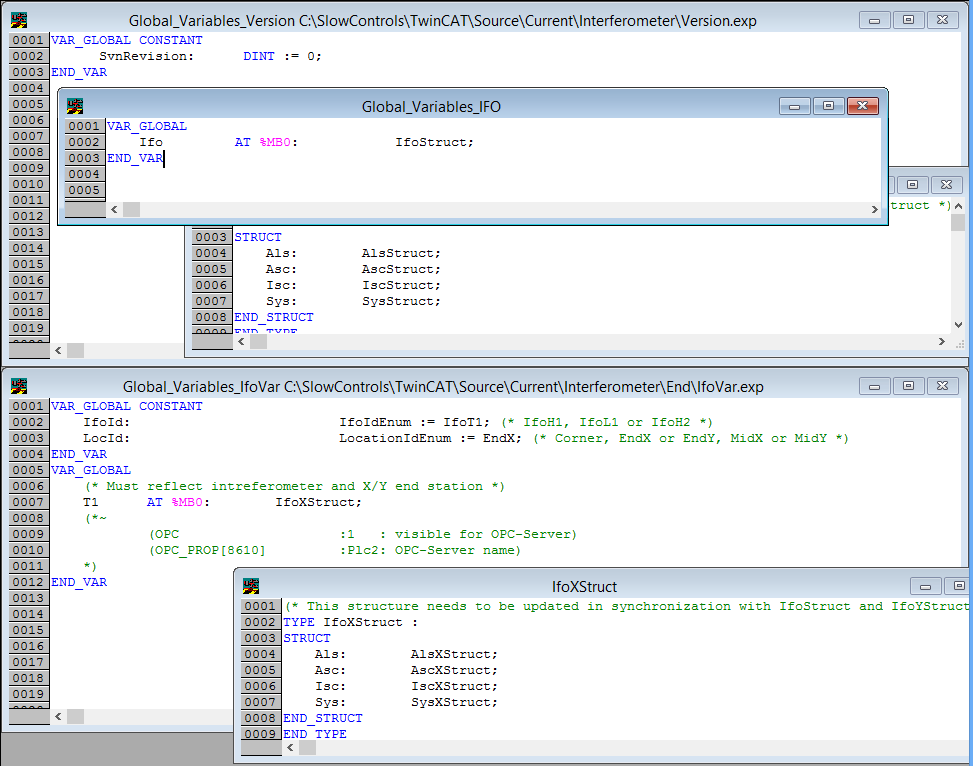 Global_Variables_Version C:\SlowControls\TwinCAT\Source\Current\Interferometer\Version.exp
0001 VAR_GLOBAL CONSTANT
0002 SvnRevision: DINT := 0;
0003 END_VAR
0004
0005
0006
0007
0008
0009
0010
0011
0012
0013
0014
0015
0016
0017
0018
0019
Global_Variables_IFO
0001 VAR_GLOBAL
0002 Ifo AT %MB0: IfoStruct;
0003 END_VAR
0004
0005
truct *)
0003 STRUCT
0004 Als: AlsStruct;
0005 Asc: AscStruct;
0006 Isc: IscStruct;
0007 Sys: SysStruct;
0008 END_STRUCT
0009 END_TYPE
Global_Variables_IfoVar C:\SlowControls\TwinCAT\Source\Current\Interferometer\End\IfoVar.exp
0001 VAR_GLOBAL CONSTANT
0002 IfoId: IfoIdEnum := IfoT1; (* IfoH1, IfoL1 or IfoH2 *)
0003 LocId: LocationIdEnum := EndX; (* Corner, EndX or EndY, MidX or MidY *)
0004 END_VAR
0005 VAR_GLOBAL
0006 (* Must reflect intreferometer and X/Y end station *)
0007 T1 AT %MB0: IfoXStruct;
0008 (*~
0009 (OPC :1 : visible for OPC-Server)
0010 (OPC_PROP[8610] :Plc2: OPC-Server name)
0011 *)
0012 END_VAR
0013
0014
0015
0016
0017
0018
0019
IfoXStruct
0001 (* This structure needs to be updated in synchronization with IfoStruct and IfoYStruct
0002 TYPE IfoXStruct :
0003 STRUCT
0004 Als: AlsXStruct;
0005 Asc: AscXStruct;
0006 Isc: IscXStruct;
0007 Sys: SysXStruct;
0008 END_STRUCT
0009 END_TYPE